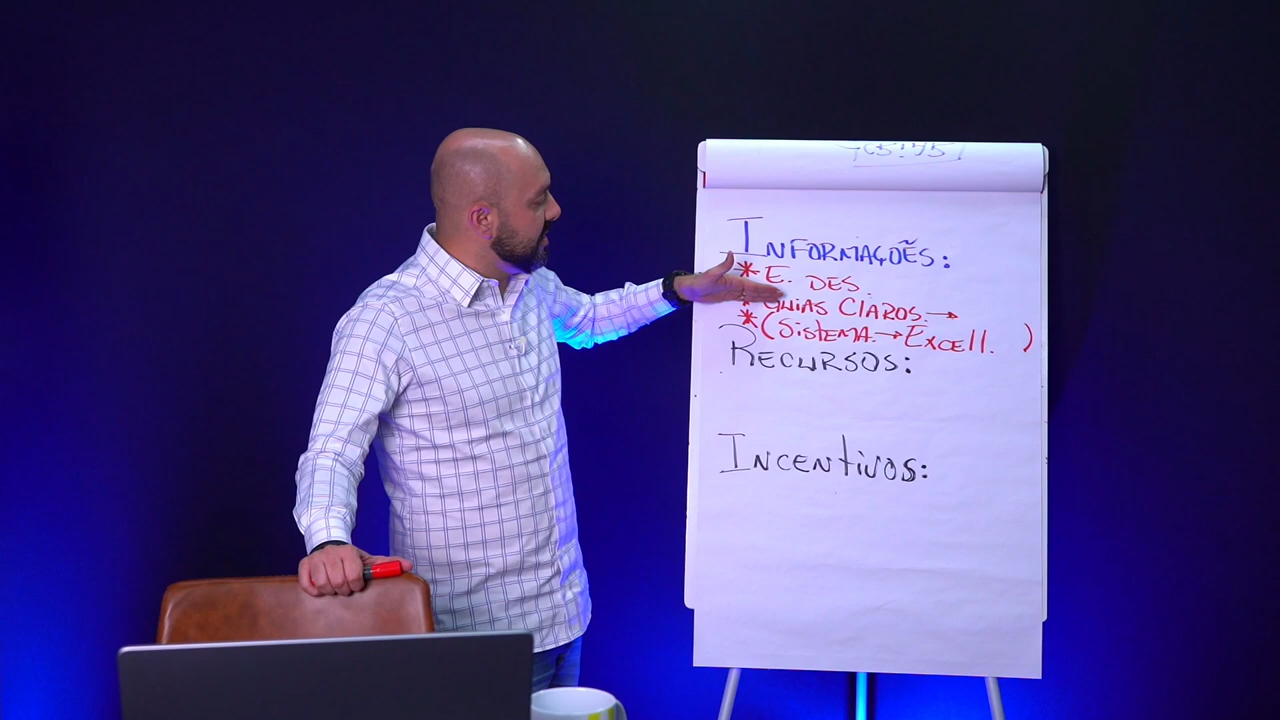 INFORMAÇÕES:
* E. DES.
* GUIAS CLAROS. →
* (SISTEMA. → EXCELL. )
RECURSOS:
INCENTIVOS: